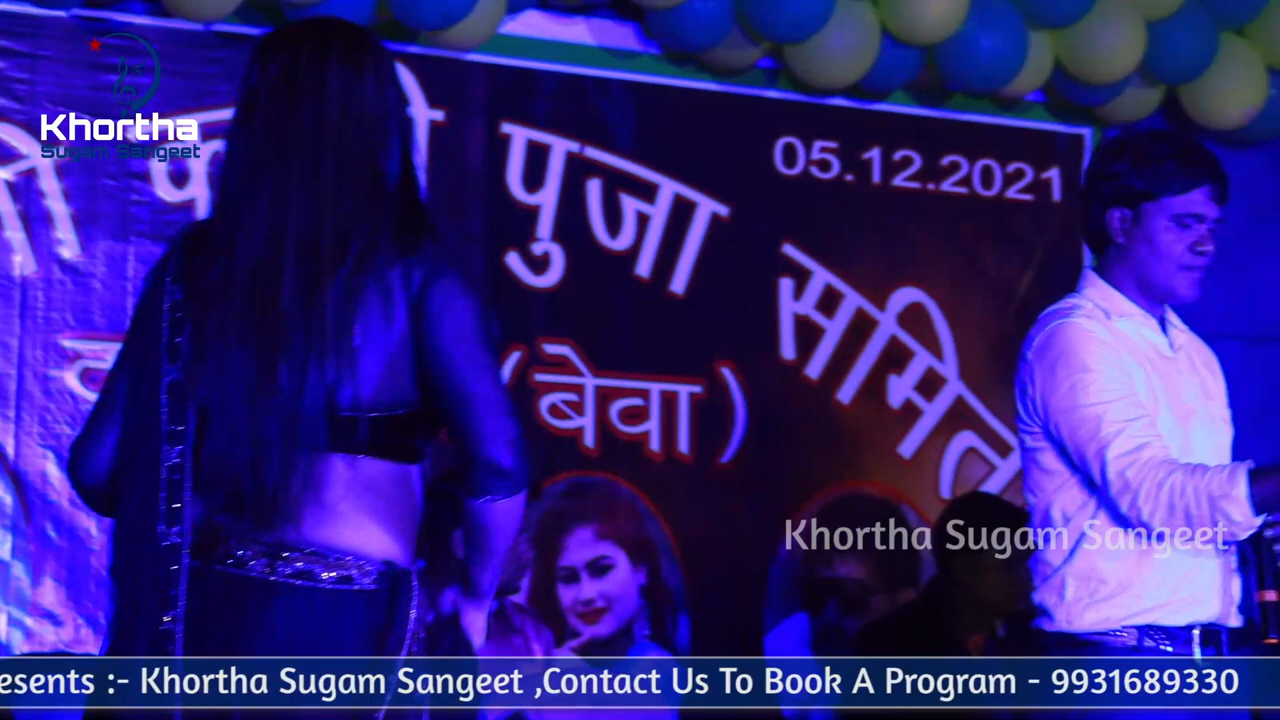 Khortha
Sugam Sangeet
05.12.2021
पुजा
(बेवा)
Khortha Sugam Sangeet
esents :- Khortha Sugam Sangeet ,Contact Us To Book A Program - 9931689330